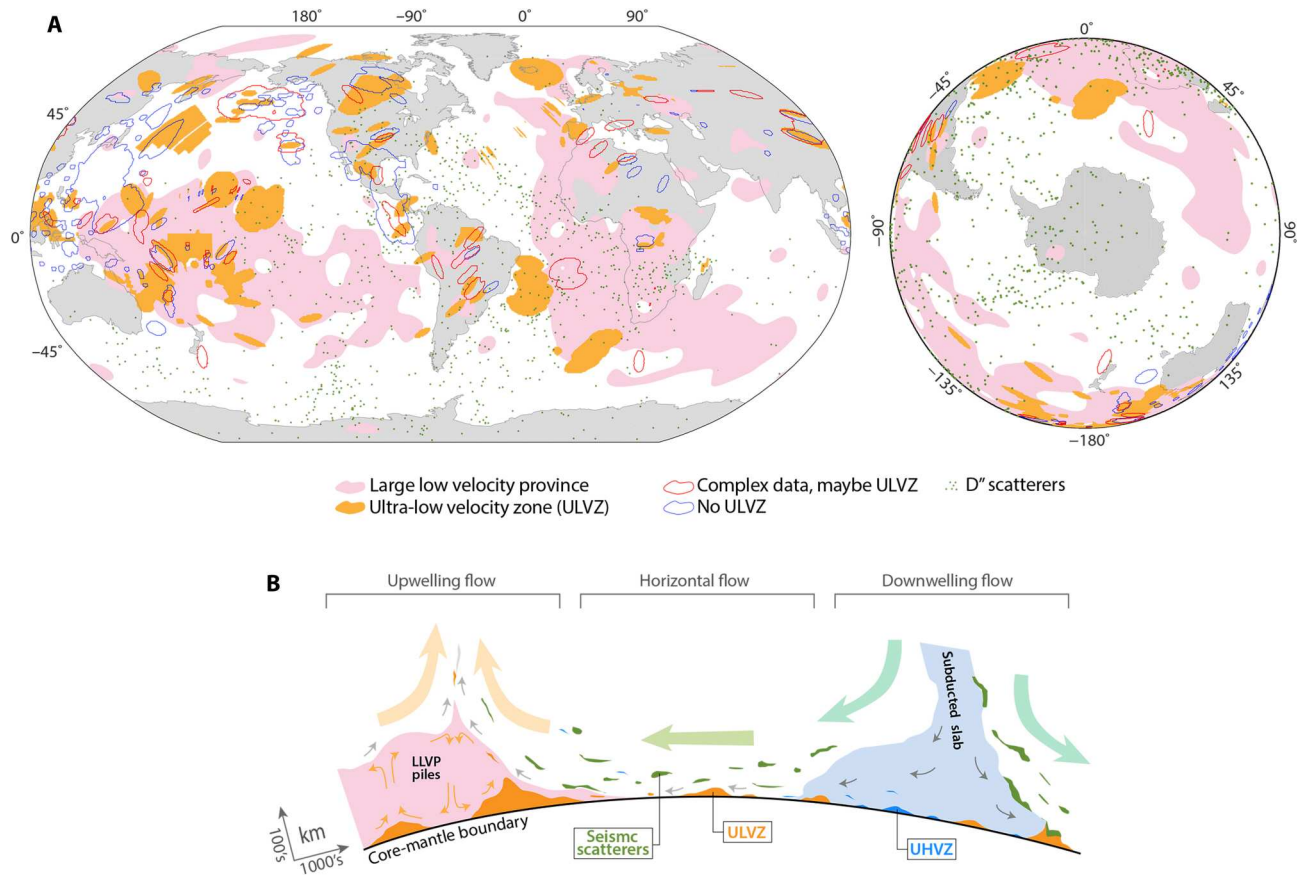 A
180˚ −90˚ 0˚ 90˚
45˚
0˚
−45˚
0˚
45˚ 45˚
−90˚ 90˚
−135˚ 135˚
−180˚
Large low velocity province
Ultra-low velocity zone (ULVZ)
Complex data, maybe ULVZ
No ULVZ
D” scatterers
B
Upwelling flow Horizontal flow Downwelling flow
Subducted slab
LLVP
piles
Core-mantle boundary
100's
km
1000's
Seismc
scatterers
ULVZ
UHVZ